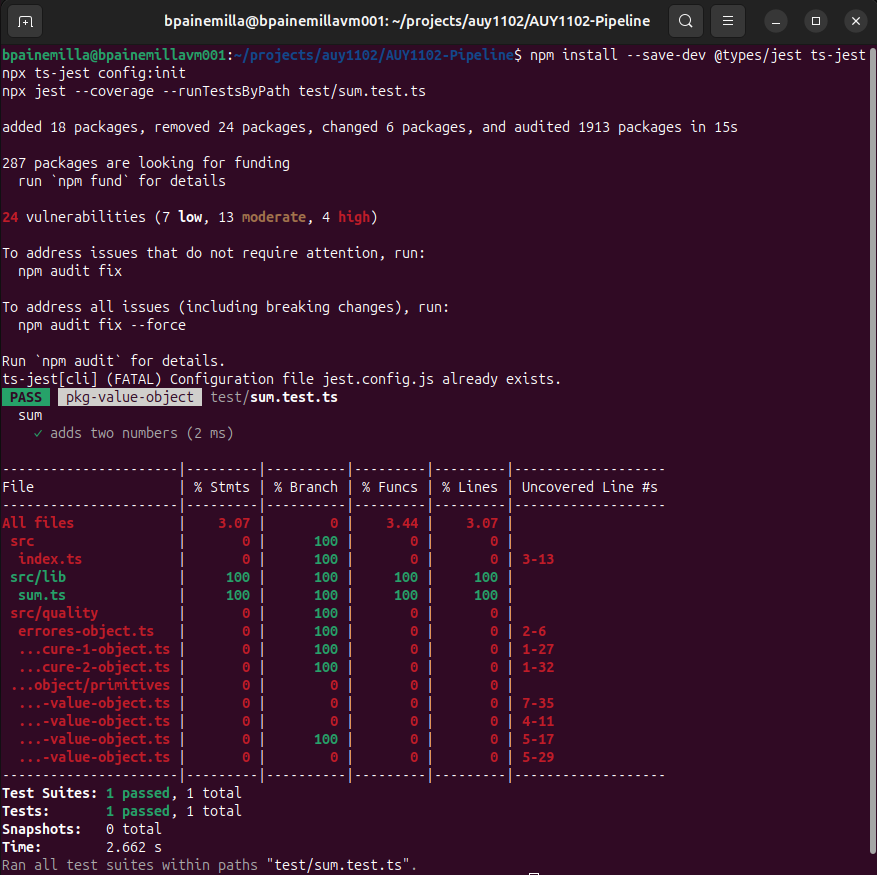 bpainemilla@bpainemillavm001: ~/projects/auy1102/AUY1102-Pipeline
bpainemilla@bpainemillavm001:~/projects/auy1102/AUY1102-Pipeline$ npm install --save-dev @types/jest ts-jest
npx ts-jest config:init
npx jest --coverage --runTestsByPath test/sum.test.ts
added 18 packages, removed 24 packages, changed 6 packages, and audited 1913 packages in 15s
287 packages are looking for funding
  run `npm fund` for details
24 vulnerabilities (7 low, 13 moderate, 4 high)
To address issues that do not require attention, run:
  npm audit fix
To address all issues (including breaking changes), run:
  npm audit fix --force
Run `npm audit` for details.
ts-jest[cli] (FATAL) Configuration file jest.config.js already exists.
PASS pkg-value-object test/sum.test.ts
  sum
    ✓ adds two numbers (2 ms)
----------------------|---------|----------|---------|---------|-------------------
File                  | % Stmts | % Branch | % Funcs | % Lines | Uncovered Line #s
----------------------|---------|----------|---------|---------|-------------------
All files             |    3.07 |        0 |    3.44 |    3.07 |
 src                  |       0 |      100 |       0 |       0 |
  index.ts            |       0 |      100 |       0 |       0 | 3-13
 src/lib              |     100 |      100 |     100 |     100 |
  sum.ts              |     100 |      100 |     100 |     100 |
 src/quality          |       0 |      100 |       0 |       0 |
  errores-object.ts   |       0 |      100 |       0 |       0 | 2-6
  ...cure-1-object.ts |       0 |      100 |       0 |       0 | 1-27
  ...cure-2-object.ts |       0 |      100 |       0 |       0 | 1-32
 ...object/primitives |       0 |        0 |       0 |       0 |
  ...-value-object.ts |       0 |        0 |       0 |       0 | 7-35
  ...-value-object.ts |       0 |        0 |       0 |       0 | 4-11
  ...-value-object.ts |       0 |      100 |       0 |       0 | 5-17
  ...-value-object.ts |       0 |        0 |       0 |       0 | 5-29
----------------------|---------|----------|---------|---------|-------------------
Test Suites: 1 passed, 1 total
Tests:       1 passed, 1 total
Snapshots:   0 total
Time:        2.662 s
Ran all test suites within paths "test/sum.test.ts".